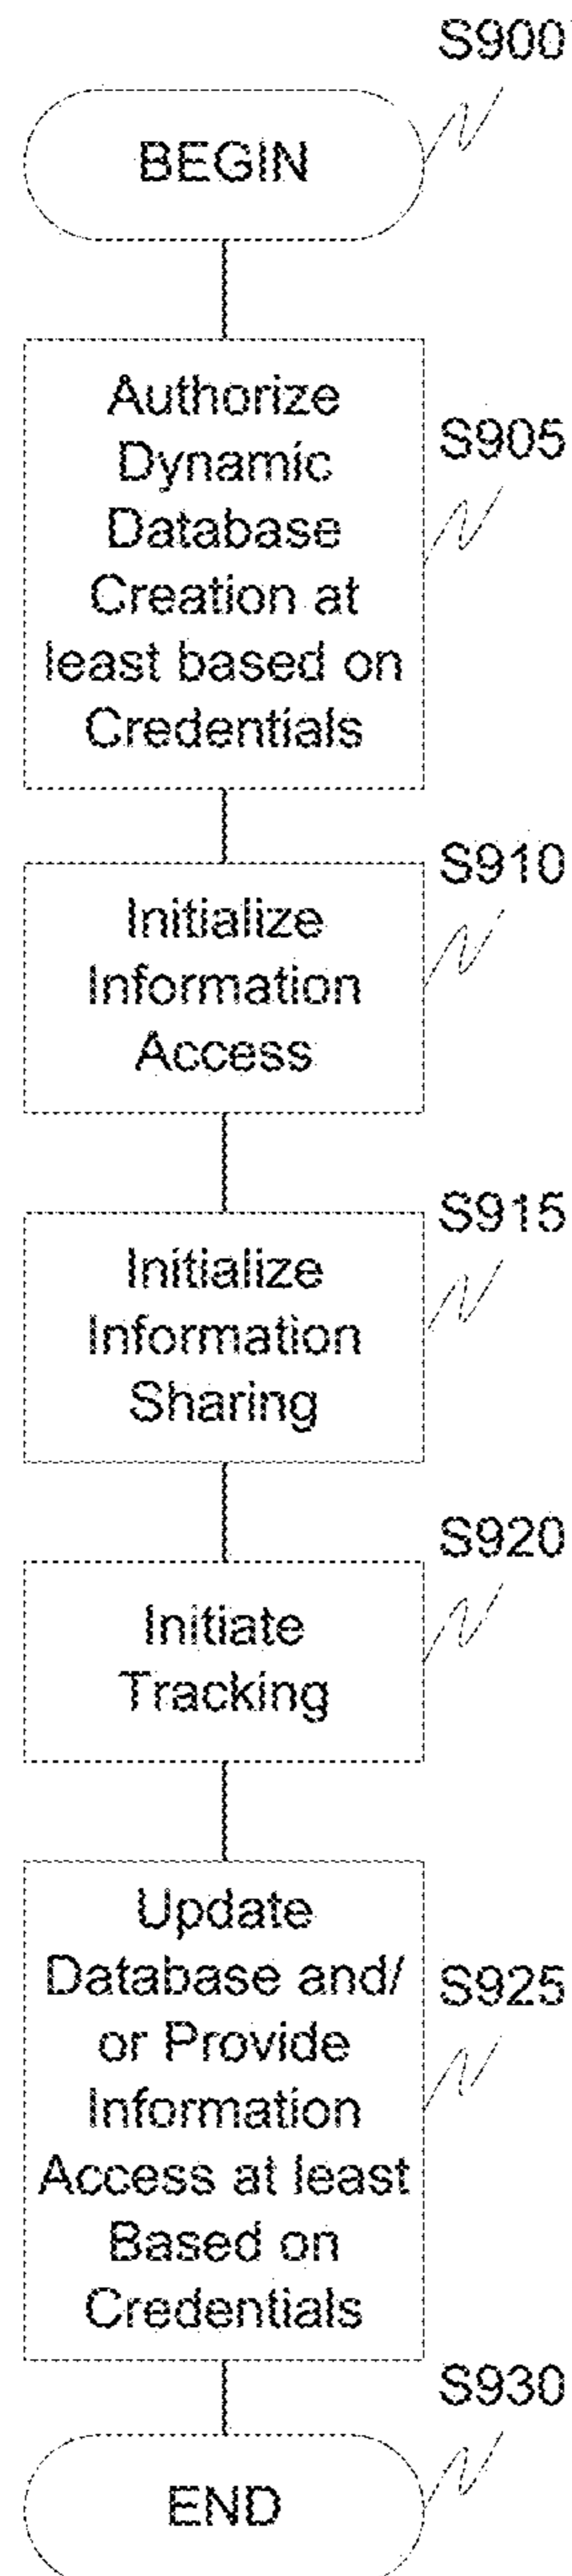 S900
BEGIN
Authorize
Dynamic
Database
Creation at
least based on
Credentials
S905
Initialize
Information
Access
S910
Initialize
Information
Sharing
S915
Initiate
Tracking
S920
Update
Database and/
or Provide
Information
Access at least
Based on
Credentials
S925
END
S930